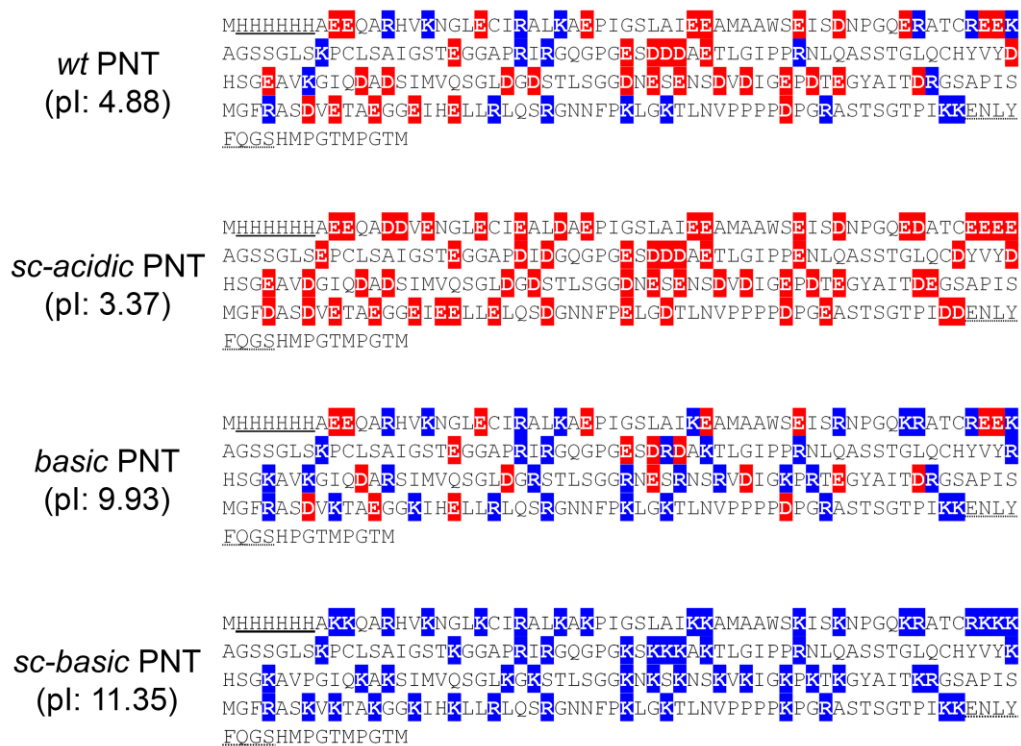 wt PNT
(pI: 4.88)
MHHHHHHAEEQARHVKNGLECIRALKAEPIGSLAIEEAMAAWSEISDNPGQERATCREEK
AGSSGLSKPCLSAIGSTEGGAPRIRGQGPGESDDDAETLGIPPRNLQASSTGLQCHYVYD
HSGEAVKGIQDADSIMVQSGLDGDSTLSGGDNESENSDVDIGEPDTEGYAITDRGSAPIS
MGFRASDVETAEGGEIHELLRLQSRGNNFPKLGKTLNVPPPPDPGRASTSGTPIKKENLY
FQGSHMPGTMPGTM
sc-acidic PNT
(pI: 3.37)
MHHHHHHAEEQADDVENGLECIEALDAEPIGSLAIEEAMAAWSEISDNPGQEDATCEEEE
AGSSGLSEPCLSAIGSTEGGAPDIDGQGPGESDDDAETLGIPPENLQASSTGLQCDYVYD
HSGEAVDGIQDADSIMVQSGLDGDSTLSGGDNESENSDVDIGEPDTEGYAITDEGSAPIS
MGFDASDVETAEGGEIEELLELQSDGNNFPELGDTLNVPPPPDPGEASTSGTPIDDENLY
FQGSHMPGTMPGTM
basic PNT
(pI: 9.93)
MHHHHHHAEEQARHVKNGLECIRALKAEPIGSLAIKEAMAAWSEISRNPGQKRATCREEK
AGSSGLSKPCLSAIGSTEGGAPRIRGQGPGESDRDAKTLGIPPRNLQASSTGLQCHYVYR
HSGKAVKGIQDARSIMVQSGLDGRSTLSGGRNESRNSRVDIGKPRTEGYAITDRGSAPIS
MGFRASDVKTAEGGKIHELLRLQSRGNNFPKLGKTLNVPPPPDPGRASTSGTPIKKENLY
FQGSHPGTMPGTM
sc-basic PNT
(pI: 11.35)
MHHHHHHAKKQARHVKNGLKCIRALKAKPIGSLAIKKAMAAWSKISKNPGQKRATCRKKK
AGSSGLSKPCLSAIGSTKGGAPRIRGQGPGKSKKKAKTLGIPPRNLQASSTGLQCHYVYK
HSGKAVPGIQKAKSIMVQSGLKGKSTLSGGKNKSKNSKVKIGKPKTKGYAITKRGSAPIS
MGFRASKVKTAKGGKIHKLLRLQSRGNNFPKLGKTLNVPPPPKPGRASTSGTPIKKENLY
FQGSHMPGTMPGTM